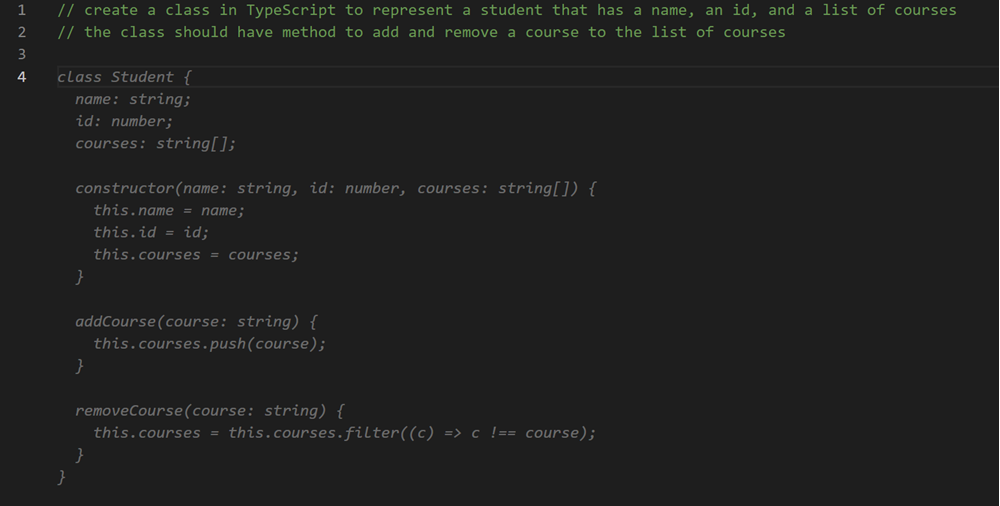 1 // create a class in TypeScript to represent a student that has a name, an id, and a list of courses
2 // the class should have method to add and remove a course to the list of courses
3
4 class Student {
name: string;
id: number;
courses: string[];
constructor(name: string, id: number, courses: string[]) {
this.name = name;
this.id = id;
this.courses = courses;
}
addCourse(course: string) {
this.courses.push(course);
}
removeCourse(course: string) {
this.courses = this.courses.filter((c) => c !== course);
}
}